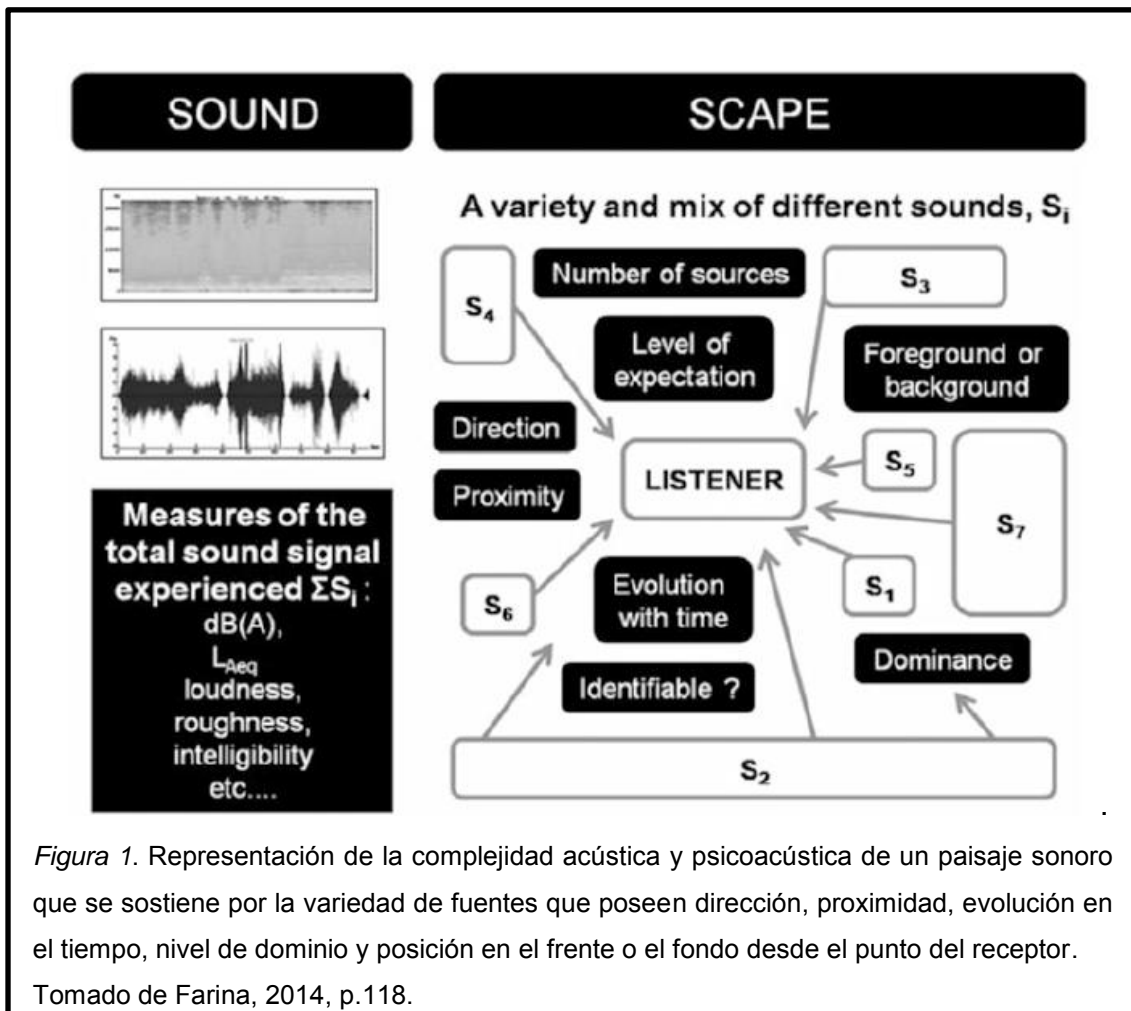 SOUND
SCAPE
A variety and mix of different sounds, Sᵢ
Number of sources
S₄
S₃
Level of
expectation
Foreground or
background
Direction
Proximity
LISTENER
S₅
S₇
Measures of the
total sound signal
experienced ΣSᵢ :
dB(A),
L_Aeq
loudness,
roughness,
intelligibility
etc....
S₆
Evolution
with time
S₁
Identifiable ?
Dominance
S₂
.
Figura 1. Representación de la complejidad acústica y psicoacústica de un paisaje sonoro
que se sostiene por la variedad de fuentes que poseen dirección, proximidad, evolución en
el tiempo, nivel de dominio y posición en el frente o el fondo desde el punto del receptor.
Tomado de Farina, 2014, p.118.